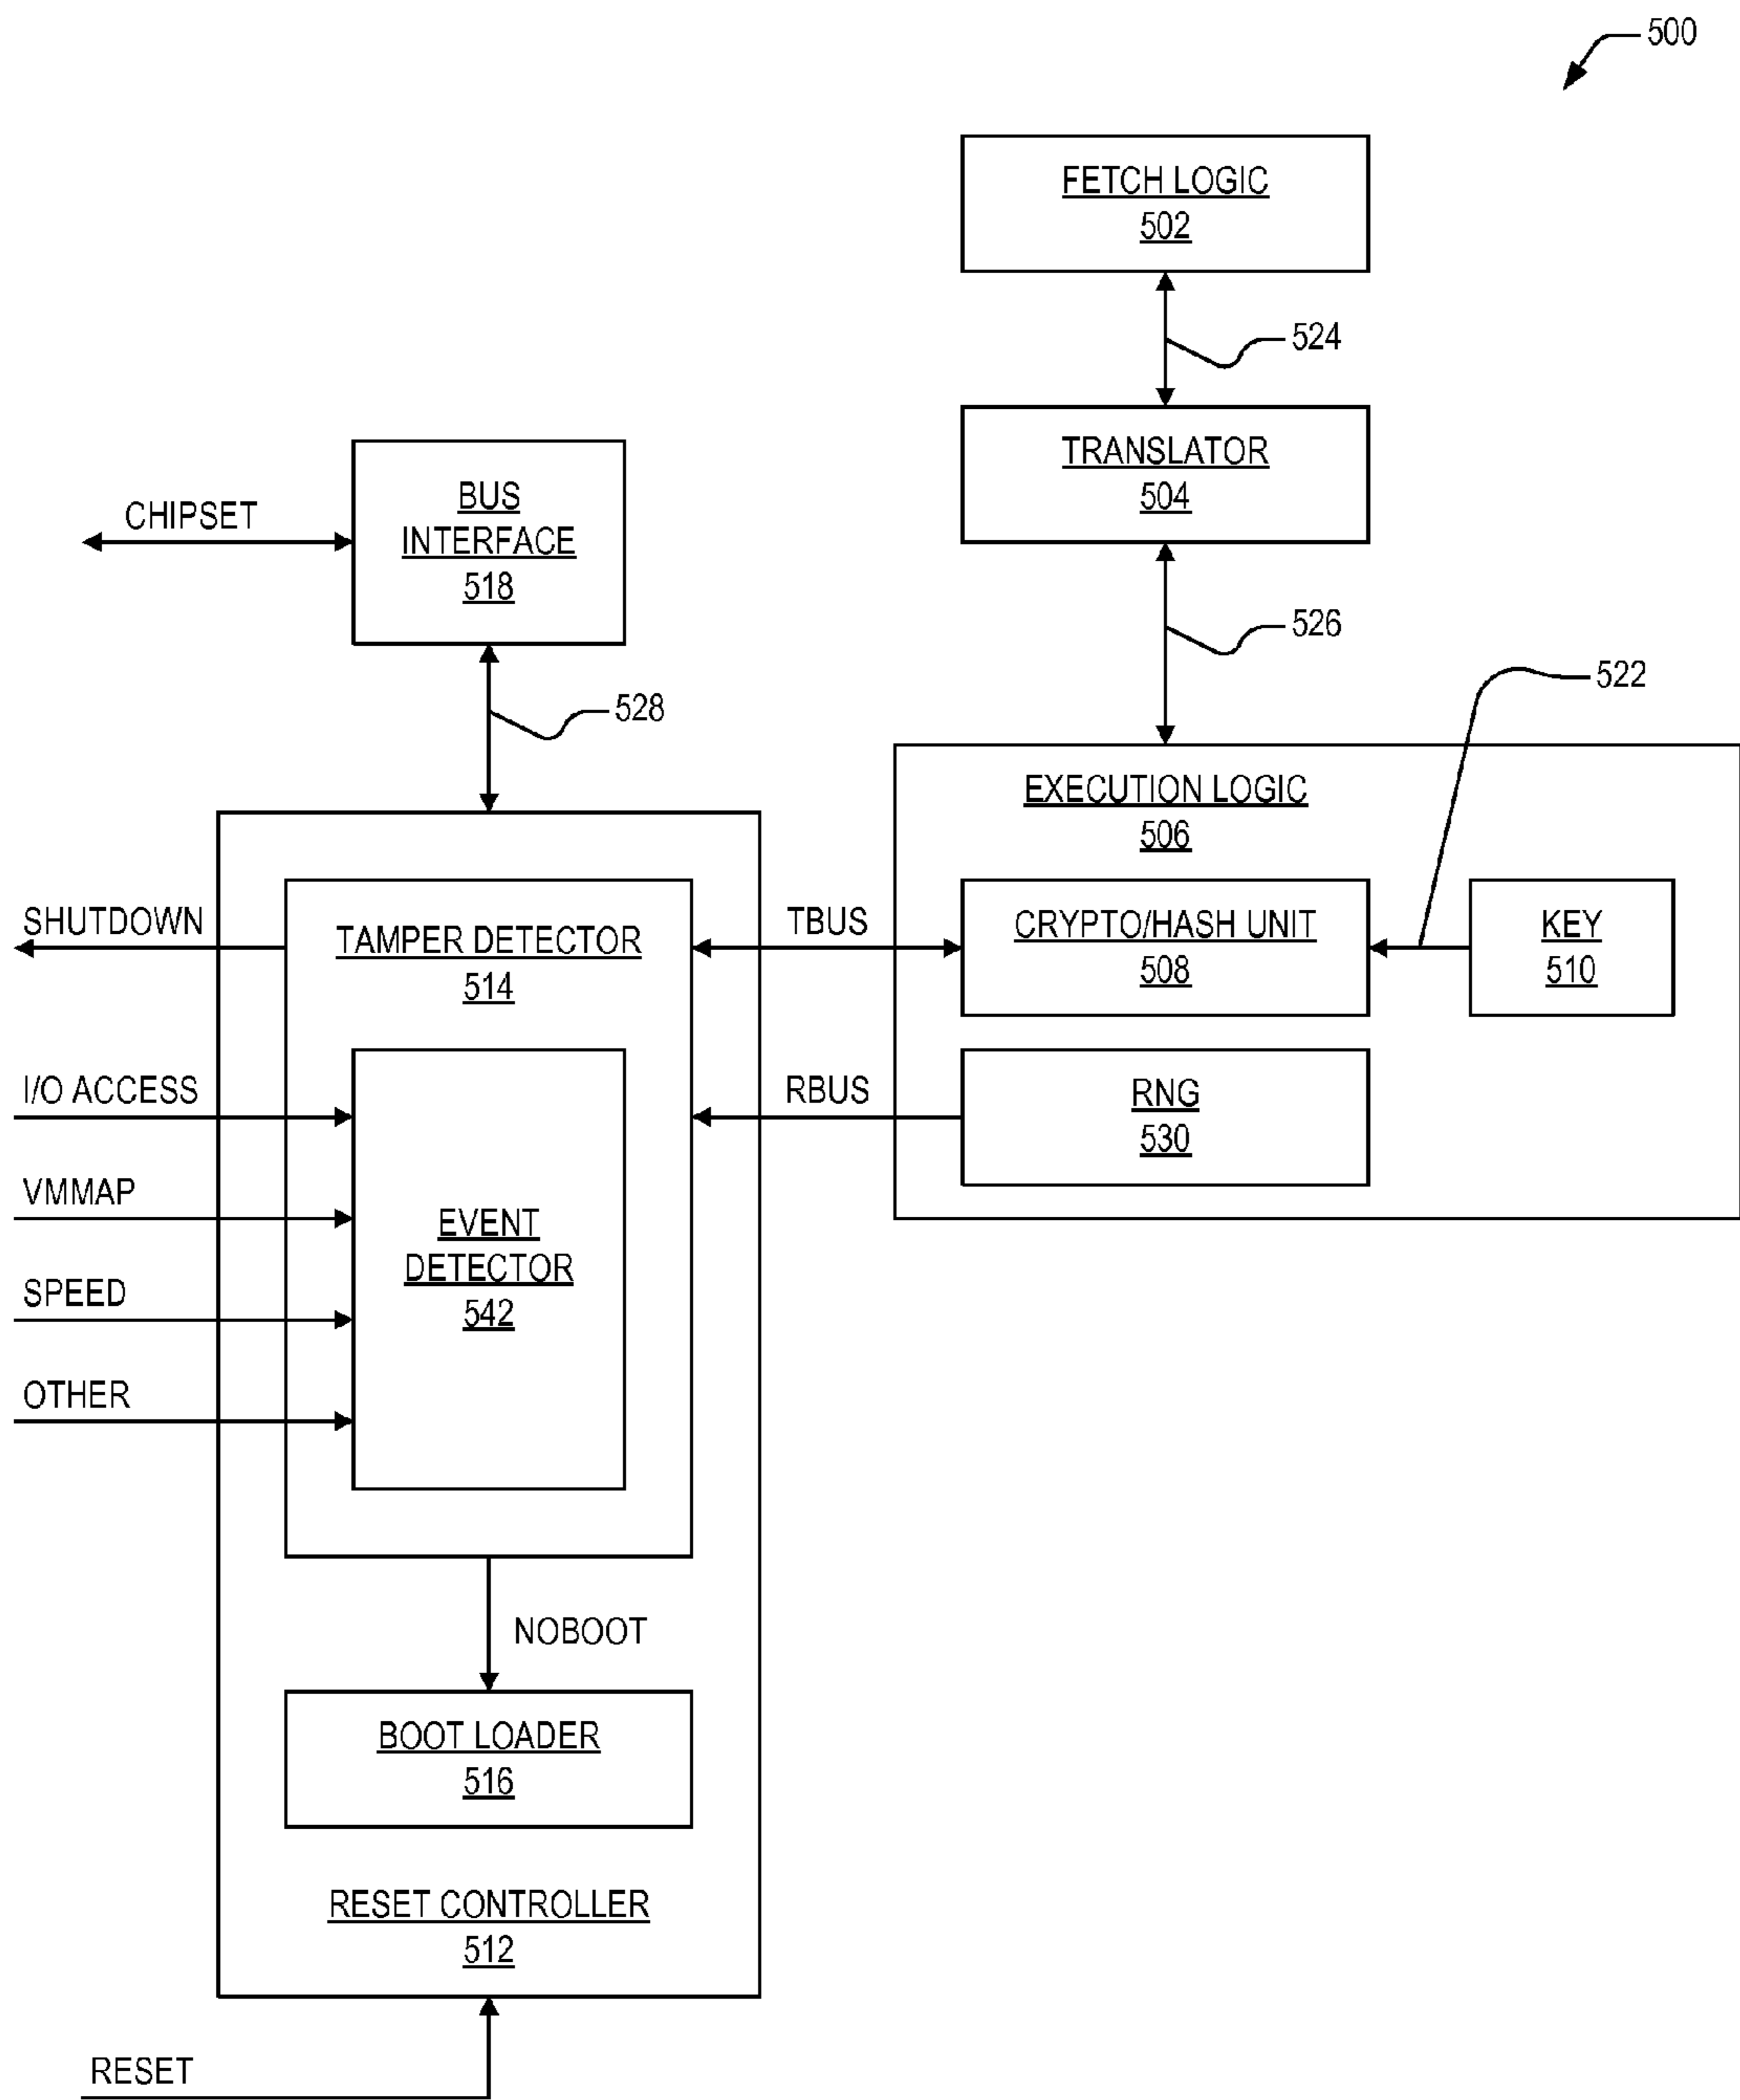 500
FETCH LOGIC
502
524
TRANSLATOR
504
BUS
INTERFACE
518
CHIPSET
526
522
528
EXECUTION LOGIC
506
SHUTDOWN
TAMPER DETECTOR
514
TBUS
CRYPTO/HASH UNIT
508
KEY
510
I/O ACCESS
RBUS
RNG
530
VMMAP
EVENT
DETECTOR
542
SPEED
OTHER
NOBOOT
BOOT LOADER
516
RESET CONTROLLER
512
RESET